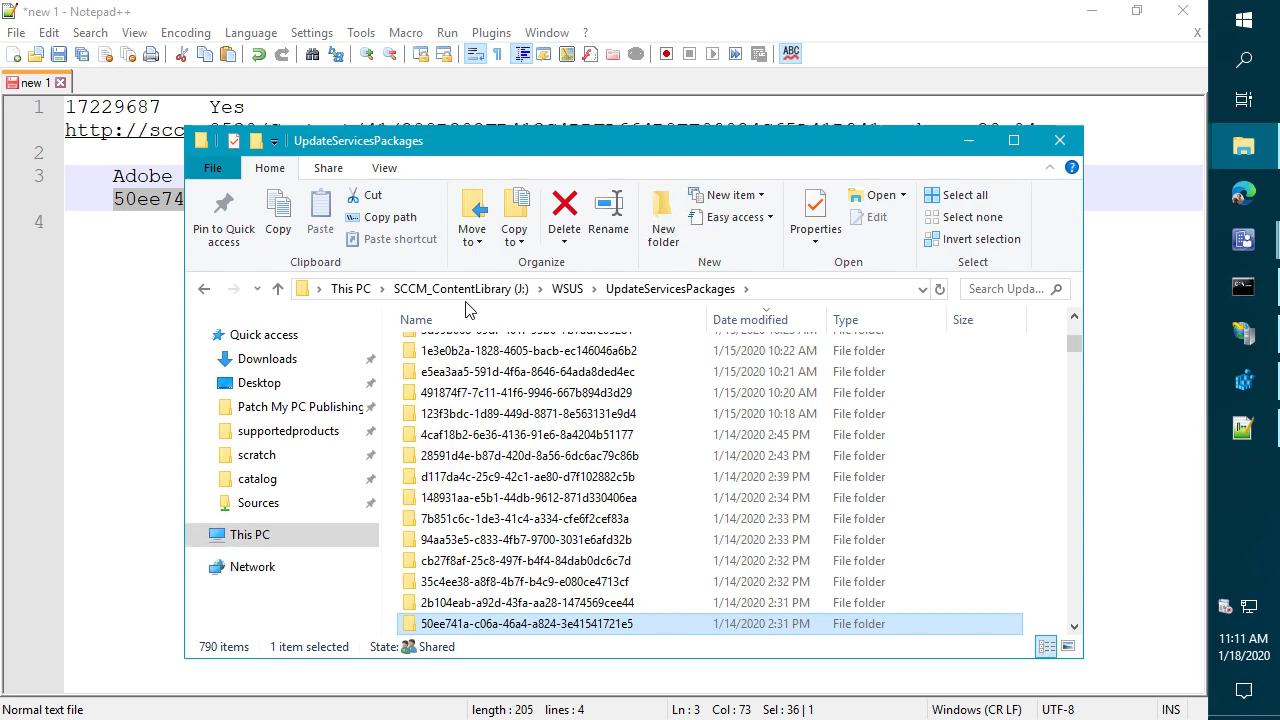 *new 1 - Notepad++
File Edit Search View Encoding Language Settings Tools Macro Run Plugins Window ? X
ABC
new 1
1 17229687 Yes
http://scc
2
3 Adobe
50ee74
4
UpdateServicesPackages
File Home Share View
Pin to Quick access
Copy
Paste
Cut
Copy path
Paste shortcut
Clipboard
Move to
Copy to
Delete
Rename
Organize
New folder
New item
Easy access
New
Properties
Open
Edit
Open
Select all
Select none
Invert selection
Select
This PC SCCM_ContentLibrary (J:) WSUS UpdateServicesPackages
Search Upda...
Quick access
Downloads
Desktop
Patch My PC Publishing
supportedproducts
scratch
catalog
Sources
This PC
Network
Name Date modified Type Size
1e3e0b2a-1828-4605-bacb-ec146046a6b2 1/15/2020 10:22 AM File folder
e5ea3aa5-591d-4f6a-8646-64ada8ded4ec 1/15/2020 10:21 AM File folder
491874f7-7c11-41f6-9946-667b894d3d29 1/15/2020 10:20 AM File folder
123f3bdc-1d89-449d-8871-8e563131e9d4 1/15/2020 10:18 AM File folder
4caf18b2-6e36-4136-91e6-8a4204b51177 1/14/2020 2:45 PM File folder
28591d4e-b87d-420d-8a56-6dc6ac79c86b 1/14/2020 2:43 PM File folder
d117da4c-25c9-42c1-ae80-d7f102882c5b 1/14/2020 2:39 PM File folder
148931aa-e5b1-44db-9612-871d330406ea 1/14/2020 2:34 PM File folder
7b851c6c-1de3-41c4-a334-cfe6f2cef83a 1/14/2020 2:33 PM File folder
94aa53e5-c833-4fb7-9700-3031e6afd32b 1/14/2020 2:33 PM File folder
cb27f8af-25c8-497f-b4f4-84dab0dc6c7d 1/14/2020 2:32 PM File folder
35c4ee38-a8f8-4b7f-b4c9-e080ce4713cf 1/14/2020 2:32 PM File folder
2b104eab-a92d-43fa-aa28-1474569cee44 1/14/2020 2:31 PM File folder
50ee741a-c06a-46a4-a824-3e41541721e5 1/14/2020 2:31 PM File folder
790 items 1 item selected State: Shared
Normal text file length : 205 lines : 4 Ln : 3 Col : 73 Sel : 36 | 1 Windows (CR LF) UTF-8 INS
11:11 AM
1/18/2020